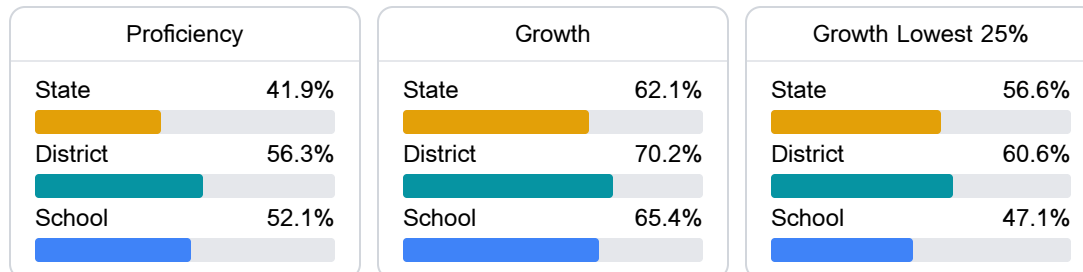 Proficiency
State 41.9%
District 56.3%
School 52.1%
Growth
State 62.1%
District 70.2%
School 65.4%
Growth Lowest 25%
State 56.6%
District 60.6%
School 47.1%